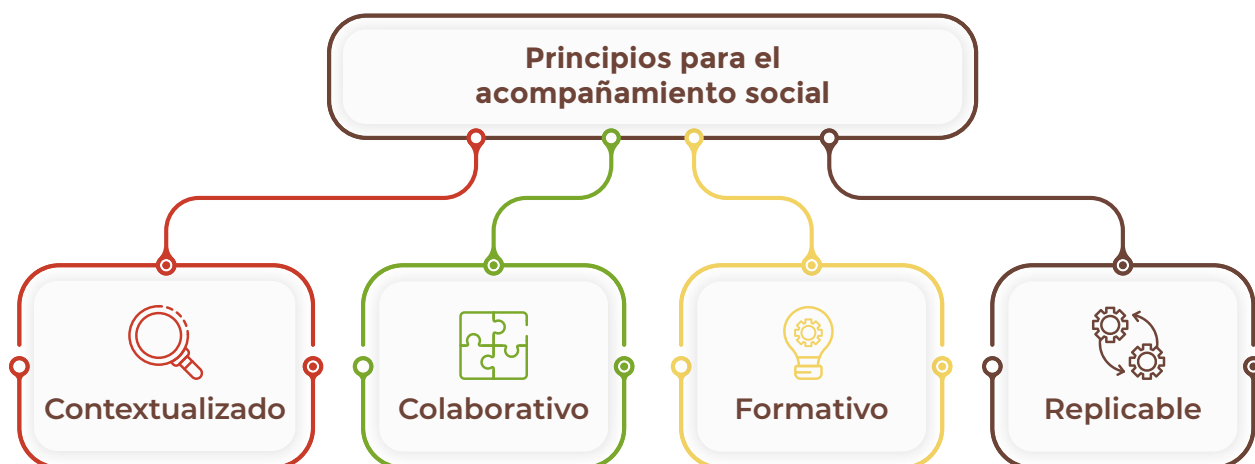 Principios para el
acompañamiento social
Contextualizado
Colaborativo
Formativo
Replicable